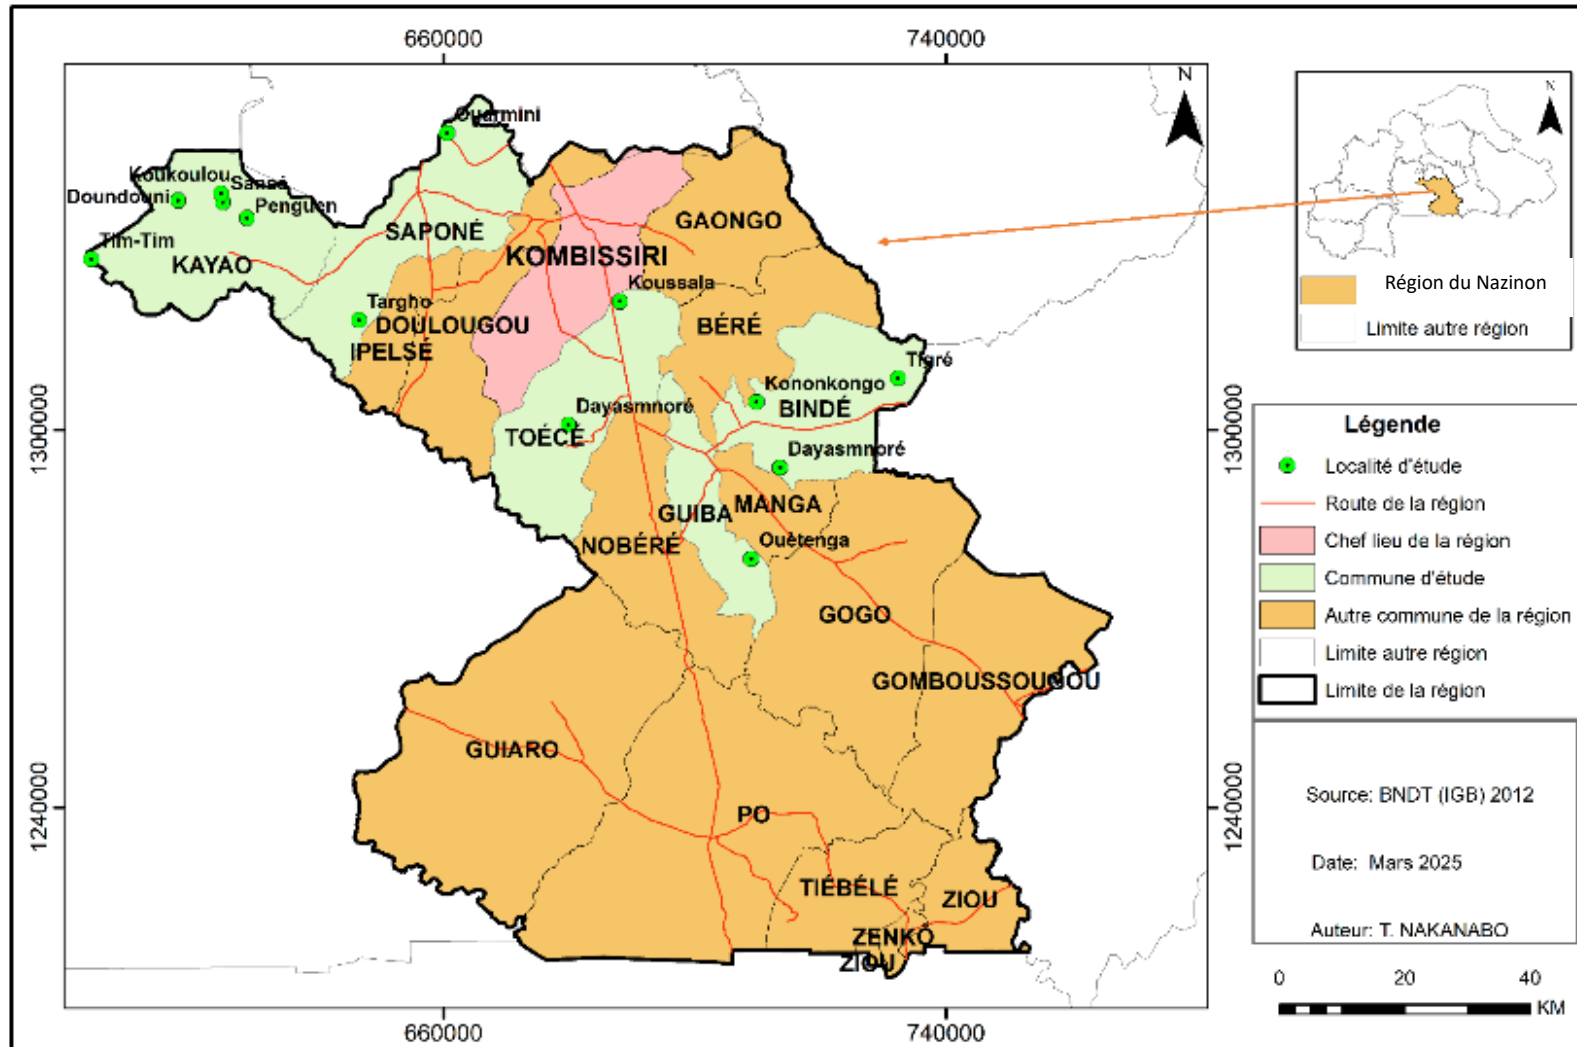 660000
740000
N
Ouarmini
Koukoulou
Sansé
Doundouni
Penguen
SAPONÉ
GAONGO
Tim-Tim
KAYAO
KOMBISSIRI
Koussala
Targho
DOULOUGOU
BÉRÉ
IPELSÉ
Tigré
Kononkongo
BINDÉ
Dayasmnoré
TOÉCÉ
Dayasmnoré
MANGA
GUIBA
NOBÉRÉ
Ouétenga
GOGO
GOMBOUSSOUGOU
GUIARO
PO
TIÉBÉLÉ
ZIOU
ZENKO
ZIOU
1300000
1240000
1300000
1240000
660000
740000
N
Région du Nazinon
Limite autre région
Légende
Localité d'étude
Route de la région
Chef lieu de la région
Commune d'étude
Autre commune de la région
Limite autre région
Limite de la région
Source: BNDT (IGB) 2012
Date: Mars 2025
Auteur: T. NAKANABO
0 20 40
KM